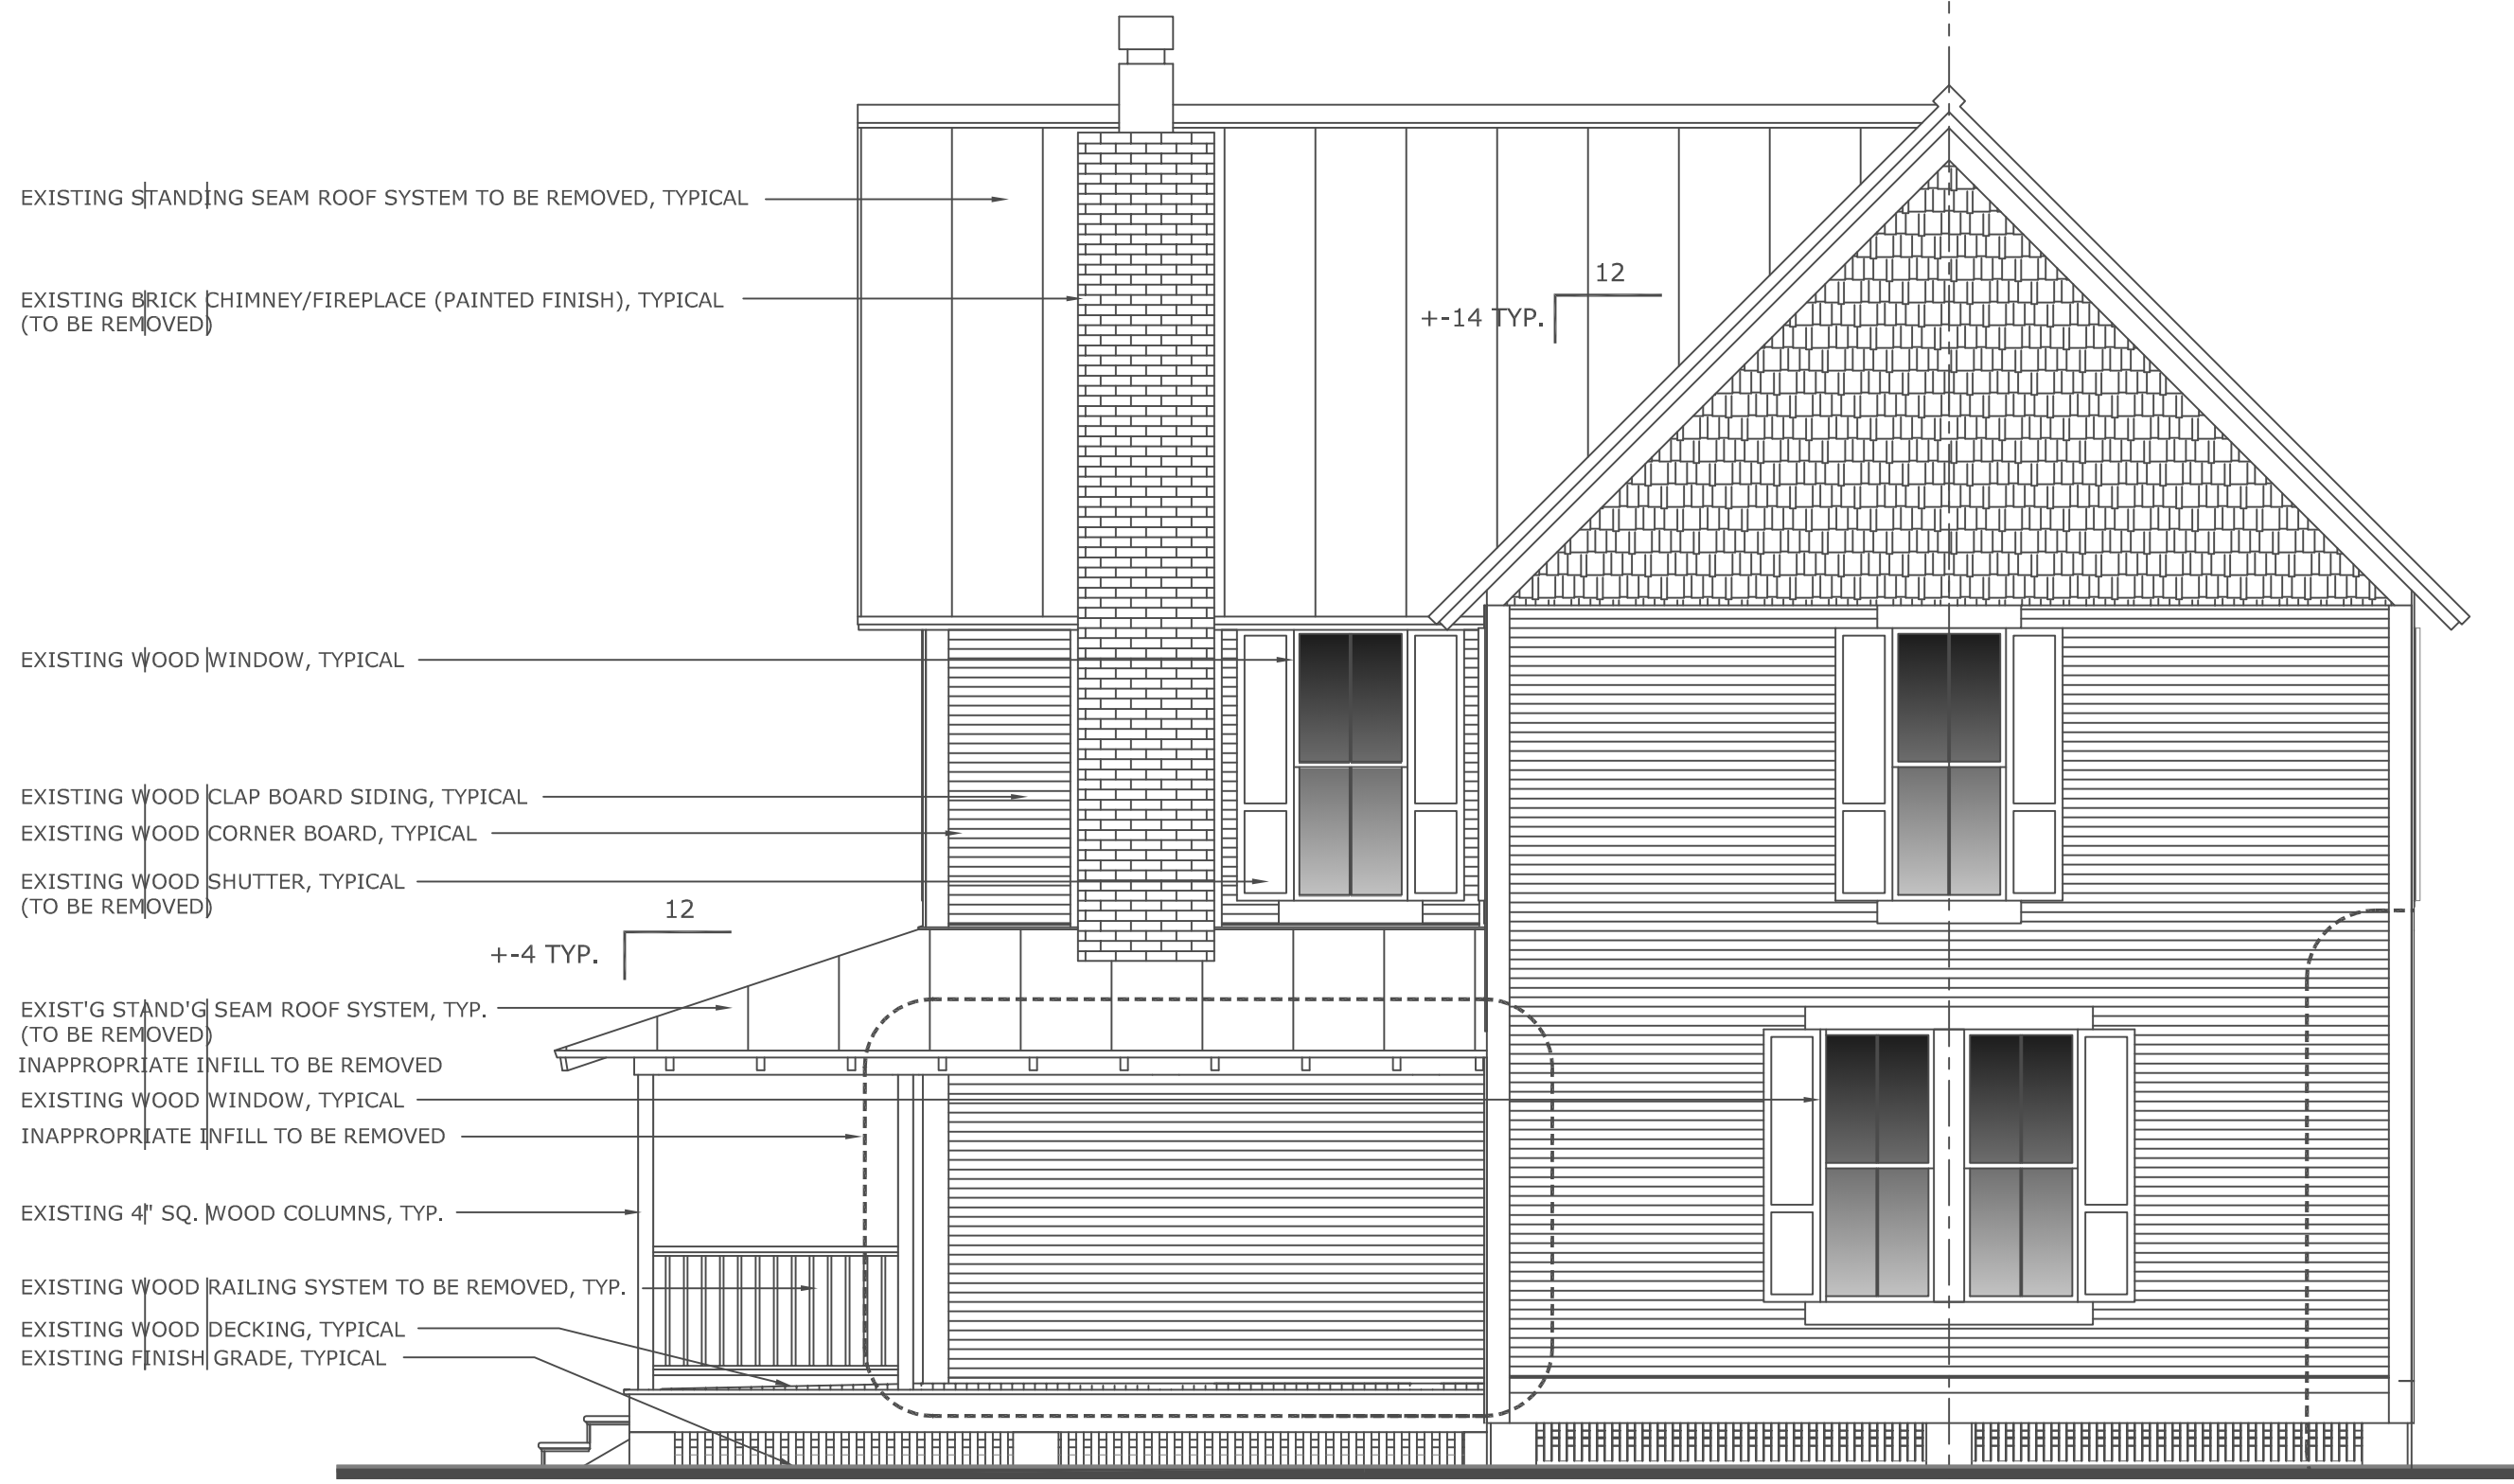 EXISTING STANDING SEAM ROOF SYSTEM TO BE REMOVED, TYPICAL
12
+-14 TYP.
EXISTING BRICK CHIMNEY/FIREPLACE (PAINTED FINISH), TYPICAL
(TO BE REMOVED)
EXISTING WOOD WINDOW, TYPICAL
EXISTING WOOD CLAP BOARD SIDING, TYPICAL
EXISTING WOOD CORNER BOARD, TYPICAL
EXISTING WOOD SHUTTER, TYPICAL
(TO BE REMOVED)
12
+-4 TYP.
EXIST'G STAND'G SEAM ROOF SYSTEM, TYP.
(TO BE REMOVED)
INAPPROPRIATE INFILL TO BE REMOVED
EXISTING WOOD WINDOW, TYPICAL
INAPPROPRIATE INFILL TO BE REMOVED
EXISTING 4" SQ. WOOD COLUMNS, TYP.
EXISTING WOOD RAILING SYSTEM TO BE REMOVED, TYP.
EXISTING WOOD DECKING, TYPICAL
EXISTING FINISH GRADE, TYPICAL